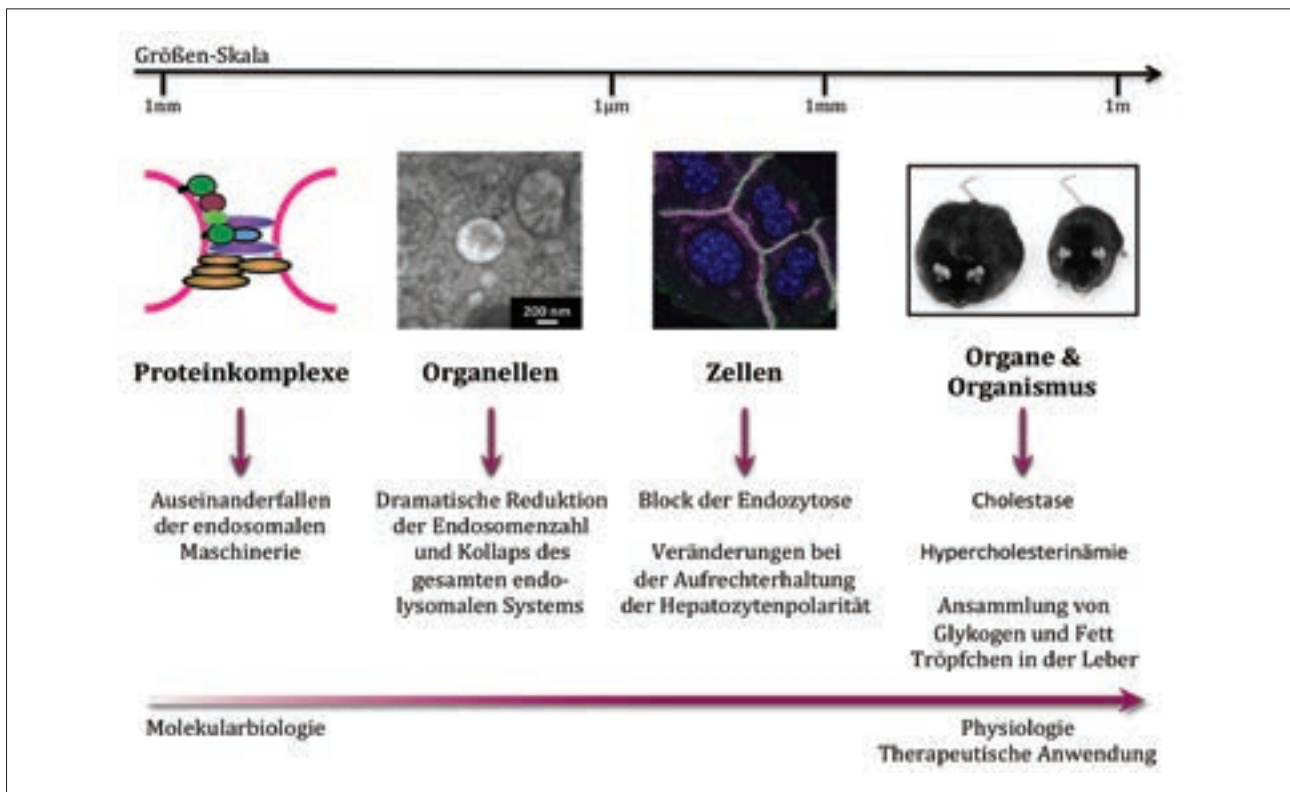 Größen-Skala
1nm
1μm
1mm
1m
200 nm
Proteinkomplexe
Organellen
Zellen
Organe &
Organismus
Auseinanderfallen
der endosomalen
Maschinerie
Dramatische Reduktion
der Endosomenzahl
und Kollaps des
gesamten endo-
lysomalen Systems
Block der Endozytose
Veränderungen bei
der Aufrechterhaltung
der Hepatozytenpolarität
Cholestase
Hypercholesterinämie
Ansammlung von
Glykogen und Fett
Tröpfchen in der Leber
Molekularbiologie
Physiologie
Therapeutische Anwendung